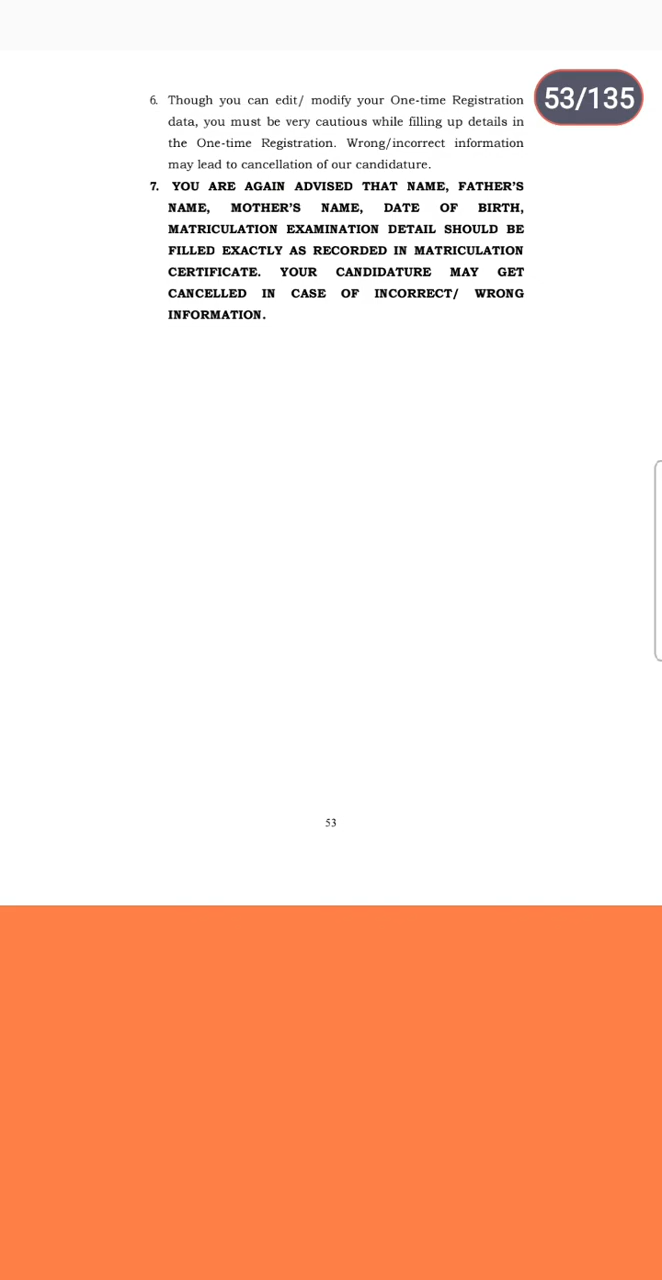 53/135
6. Though you can edit/ modify your One-time Registration
data, you must be very cautious while filling up details in
the One-time Registration. Wrong/incorrect information
may lead to cancellation of our candidature.
7. YOU ARE AGAIN ADVISED THAT NAME, FATHER’S
NAME, MOTHER’S NAME, DATE OF BIRTH,
MATRICULATION EXAMINATION DETAIL SHOULD BE
FILLED EXACTLY AS RECORDED IN MATRICULATION
CERTIFICATE. YOUR CANDIDATURE MAY GET
CANCELLED IN CASE OF INCORRECT/ WRONG
INFORMATION.
53